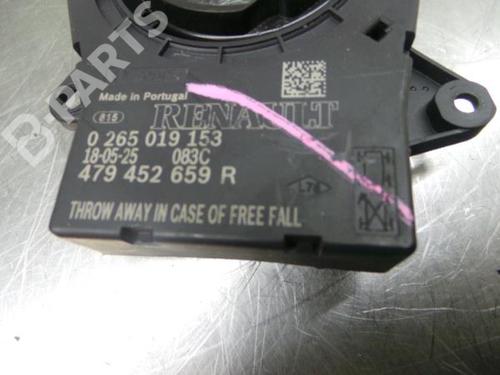 B-PARTS
Made in Portugal
815
RENAULT
0 265 019 153
18-05-25 083C
479 452 659 R
THROW AWAY IN CASE OF FREE FALL